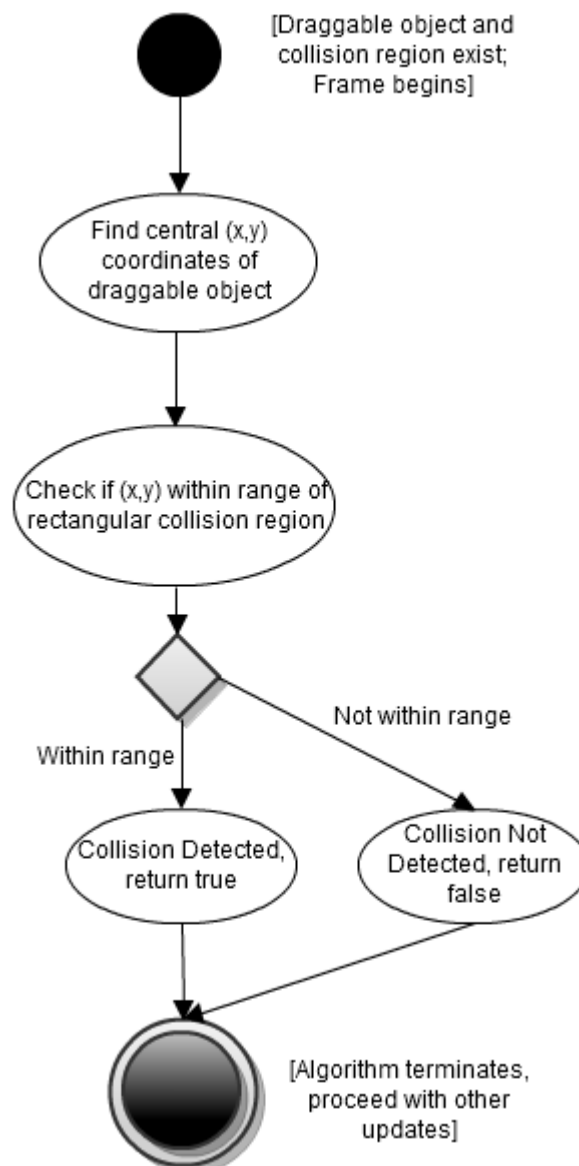 [Draggable object and
collision region exist;
Frame begins]
Find central (x,y)
coordinates of
draggable object
Check if (x,y) within range of
rectangular collision region
Not within range
Within range
Collision Detected,
return true
Collision Not
Detected, return
false
[Algorithm terminates,
proceed with other
updates]